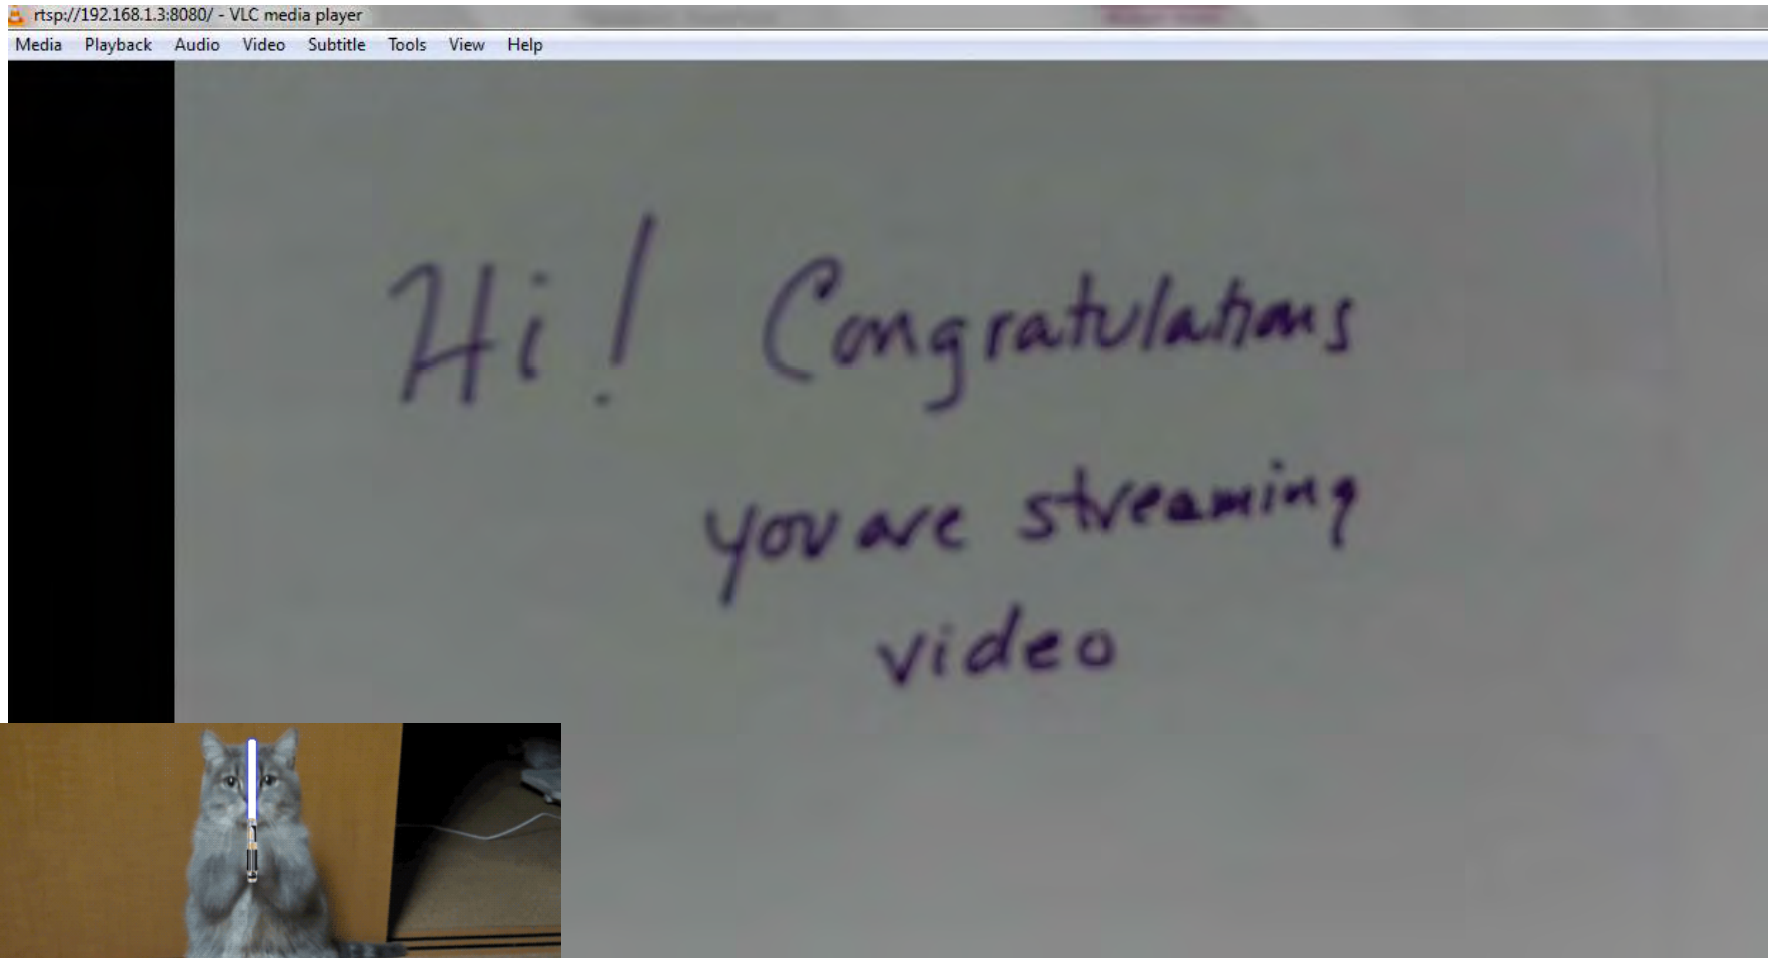 rtsp://192.168.1.3:8080/ - VLC media player
Media Playback Audio Video Subtitle Tools View Help
Hi! Congratulations
you are streaming
video